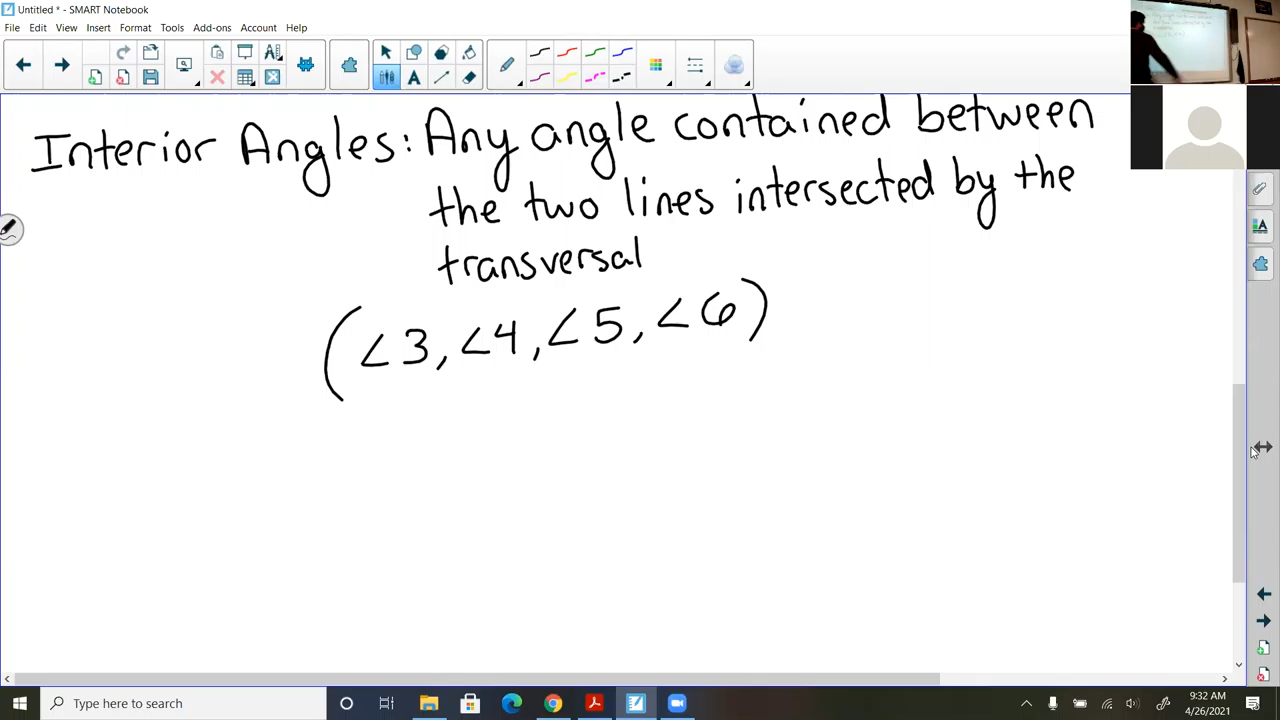 Untitled * - SMART Notebook
File Edit View Insert Format Tools Add-ons Account Help
Interior Angles: Any angle contained between
the two lines intersected by the
transversal
(∠3, ∠4, ∠5, ∠6)
Type here to search
9:32 AM
4/26/2021